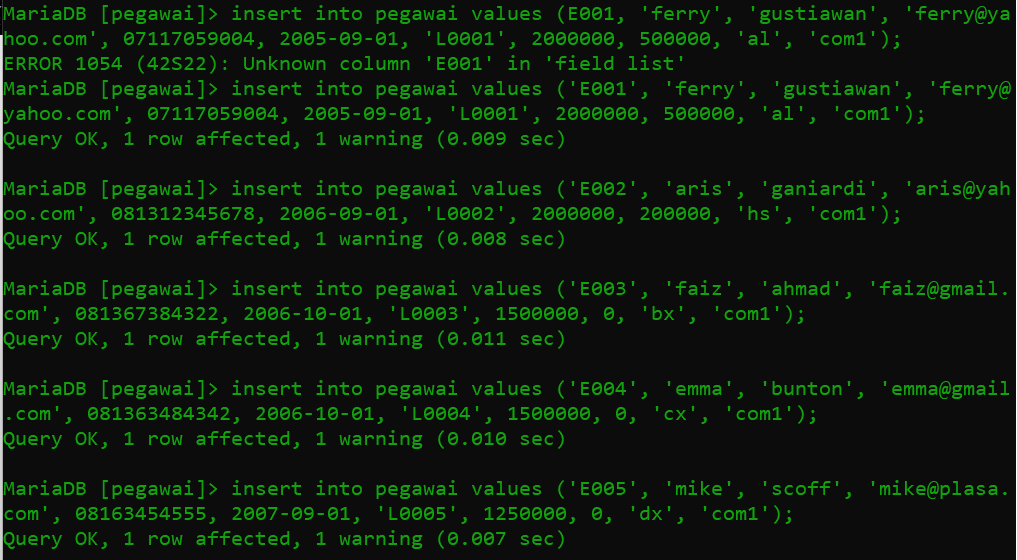 MariaDB [pegawai]> insert into pegawai values (E001, 'ferry', 'gustiawan', 'ferry@ya
hoo.com', 07117059004, 2005-09-01, 'L0001', 2000000, 500000, 'al', 'com1');
ERROR 1054 (42S22): Unknown column 'E001' in 'field list'
MariaDB [pegawai]> insert into pegawai values ('E001', 'ferry', 'gustiawan', 'ferry@
yahoo.com', 07117059004, 2005-09-01, 'L0001', 2000000, 500000, 'al', 'com1');
Query OK, 1 row affected, 1 warning (0.009 sec)
MariaDB [pegawai]> insert into pegawai values ('E002', 'aris', 'ganiardi', 'aris@yah
oo.com', 081312345678, 2006-09-01, 'L0002', 2000000, 200000, 'hs', 'com1');
Query OK, 1 row affected, 1 warning (0.008 sec)
MariaDB [pegawai]> insert into pegawai values ('E003', 'faiz', 'ahmad', 'faiz@gmail.
com', 081367384322, 2006-10-01, 'L0003', 1500000, 0, 'bx', 'com1');
Query OK, 1 row affected, 1 warning (0.011 sec)
MariaDB [pegawai]> insert into pegawai values ('E004', 'emma', 'bunton', 'emma@gmail
.com', 081363484342, 2006-10-01, 'L0004', 1500000, 0, 'cx', 'com1');
Query OK, 1 row affected, 1 warning (0.010 sec)
MariaDB [pegawai]> insert into pegawai values ('E005', 'mike', 'scoff', 'mike@plasa.
com', 08163454555, 2007-09-01, 'L0005', 1250000, 0, 'dx', 'com1');
Query OK, 1 row affected, 1 warning (0.007 sec)